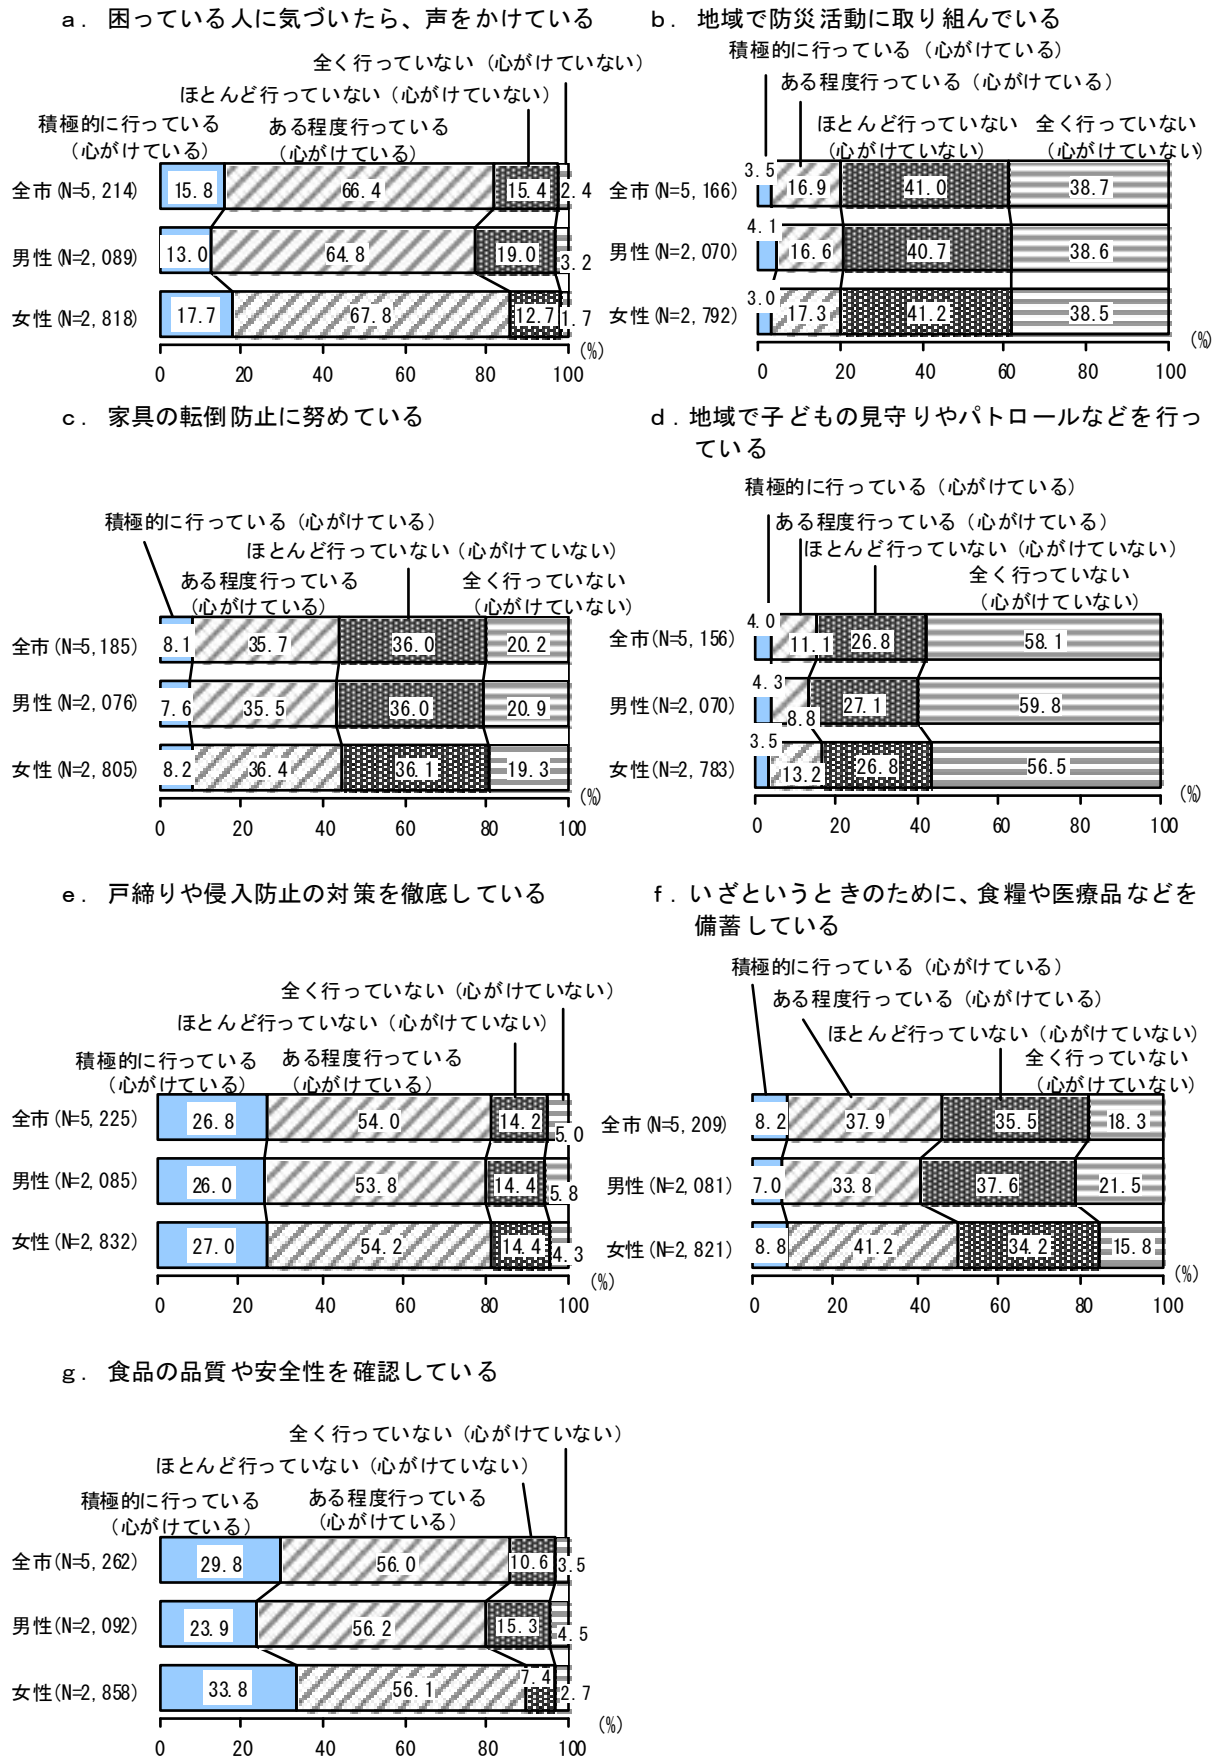 a. 困っている人に気づいたら、声をかけている
全く行っていない(心がけていない)
ほとんど行っていない(心がけていない)
積極的に行っている
(心がけている)
ある程度行っている
(心がけている)
全市(N=5,214) 15.8 66.4 15.4 2.4
男性(N=2,089) 13.0 64.8 19.0 3.2
女性(N=2,818) 17.7 67.8 12.7 1.7
(%)
0 20 40 60 80 100
b. 地域で防災活動に取り組んでいる
積極的に行っている(心がけている)
ある程度行っている(心がけている)
ほとんど行っていない
(心がけていない)
全く行っていない
(心がけていない)
全市(N=5,166) 3.5 16.9 41.0 38.7
男性(N=2,070) 4.1 16.6 40.7 38.6
女性(N=2,792) 3.0 17.3 41.2 38.5
(%)
0 20 40 60 80 100
c. 家具の転倒防止に努めている
積極的に行っている(心がけている)
ほとんど行っていない(心がけていない)
ある程度行っている
(心がけている)
全く行っていない
(心がけていない)
全市(N=5,185) 8.1 35.7 36.0 20.2
男性(N=2,076) 7.6 35.5 36.0 20.9
女性(N=2,805) 8.2 36.4 36.1 19.3
(%)
0 20 40 60 80 100
d. 地域で子どもの見守りやパトロールなどを行っ
ている
積極的に行っている(心がけている)
ある程度行っている(心がけている)
ほとんど行っていない(心がけていない)
全く行っていない
(心がけていない)
全市(N=5,156) 4.0 11.1 26.8 58.1
男性(N=2,070) 4.3 8.8 27.1 59.8
女性(N=2,783) 3.5 13.2 26.8 56.5
(%)
0 20 40 60 80 100
e. 戸締りや侵入防止の対策を徹底している
全く行っていない(心がけていない)
ほとんど行っていない(心がけていない)
積極的に行っている
(心がけている)
ある程度行っている
(心がけている)
全市(N=5,225) 26.8 54.0 14.2 5.0
男性(N=2,085) 26.0 53.8 14.4 5.8
女性(N=2,832) 27.0 54.2 14.4 4.3
(%)
0 20 40 60 80 100
f. いざというときのために、食糧や医療品などを
備蓄している
積極的に行っている(心がけている)
ある程度行っている(心がけている)
ほとんど行っていない(心がけていない)
全く行っていない
(心がけていない)
全市(N=5,209) 8.2 37.9 35.5 18.3
男性(N=2,081) 7.0 33.8 37.6 21.5
女性(N=2,821) 8.8 41.2 34.2 15.8
(%)
0 20 40 60 80 100
g. 食品の品質や安全性を確認している
全く行っていない(心がけていない)
ほとんど行っていない(心がけていない)
積極的に行っている
(心がけている)
ある程度行っている
(心がけている)
全市(N=5,262) 29.8 56.0 10.6 3.5
男性(N=2,092) 23.9 56.2 15.3 4.5
女性(N=2,858) 33.8 56.1 7.4 2.7
(%)
0 20 40 60 80 100